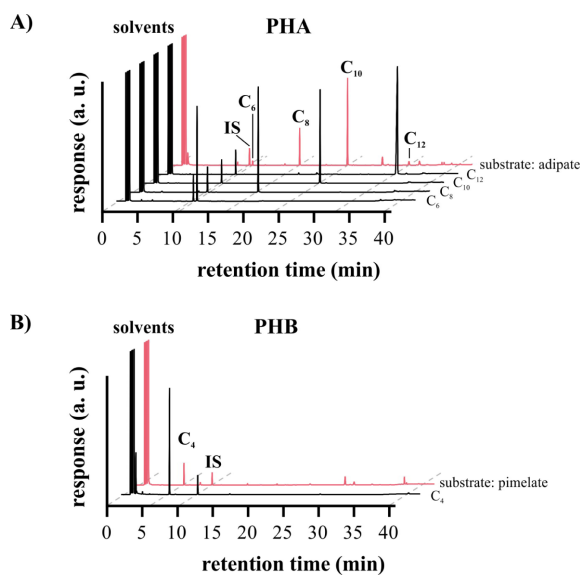 A)
PHA
solvents
C10
C6
C8
IS
C12
response (a. u.)
substrate: adipate
C12
C10
C8
C6
0 5 10 15 20 25 30 35 40
retention time (min)
B)
solvents
PHB
response (a. u.)
C4
IS
substrate: pimelate
C4
0 5 10 15 20 25 30 35 40
retention time (min)